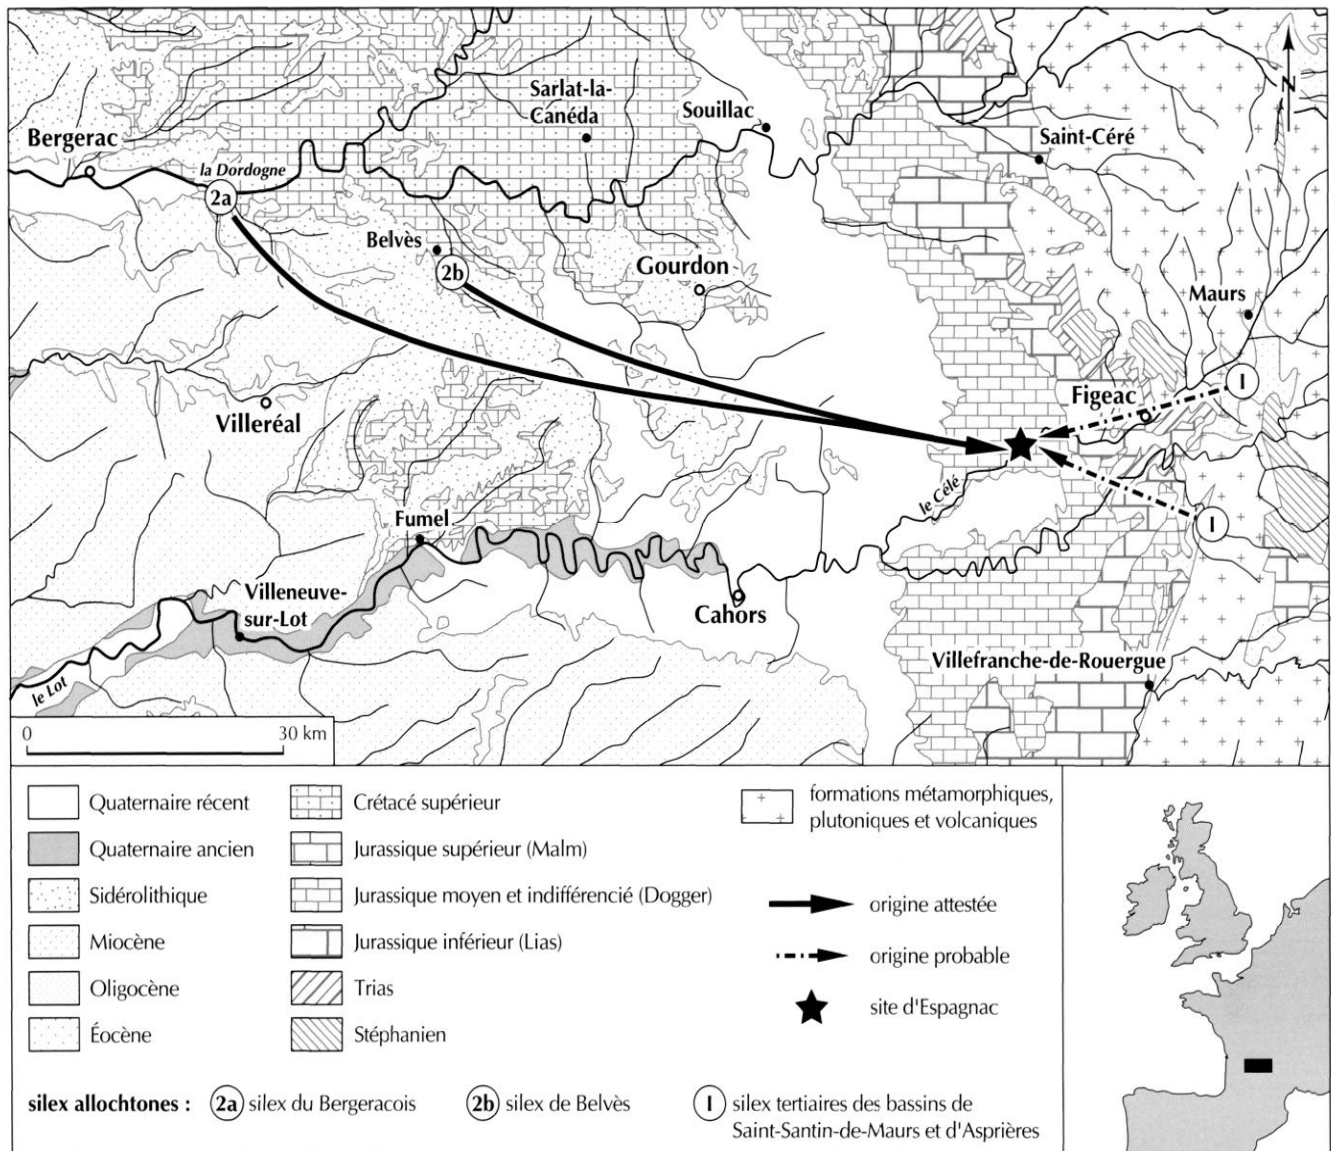 Sarlat-la-
Canéda
Souillac
Bergerac
Saint-Céré
la Dordogne
2a
Belvès
2b
Gourdon
N
Maurs
1
Figeac
Villeréal
le Célé
1
Fumel
Villeneuve-
sur-Lot
Cahors
Villefranche-de-Rouergue
le Lot
0 30 km
Quaternaire récent
Quaternaire ancien
Sidérolithique
Miocène
Oligocène
Éocène
Crétacé supérieur
Jurassique supérieur (Malm)
Jurassique moyen et indifférencié (Dogger)
Jurassique inférieur (Lias)
Trias
Stéphanien
formations métamorphiques,
plutoniques et volcaniques
origine attestée
origine probable
site d'Espagnac
silex allochtones : 2a silex du Bergeracois 2b silex de Belvès 1 silex tertiaires des bassins de
Saint-Santin-de-Maurs et d'Asprières